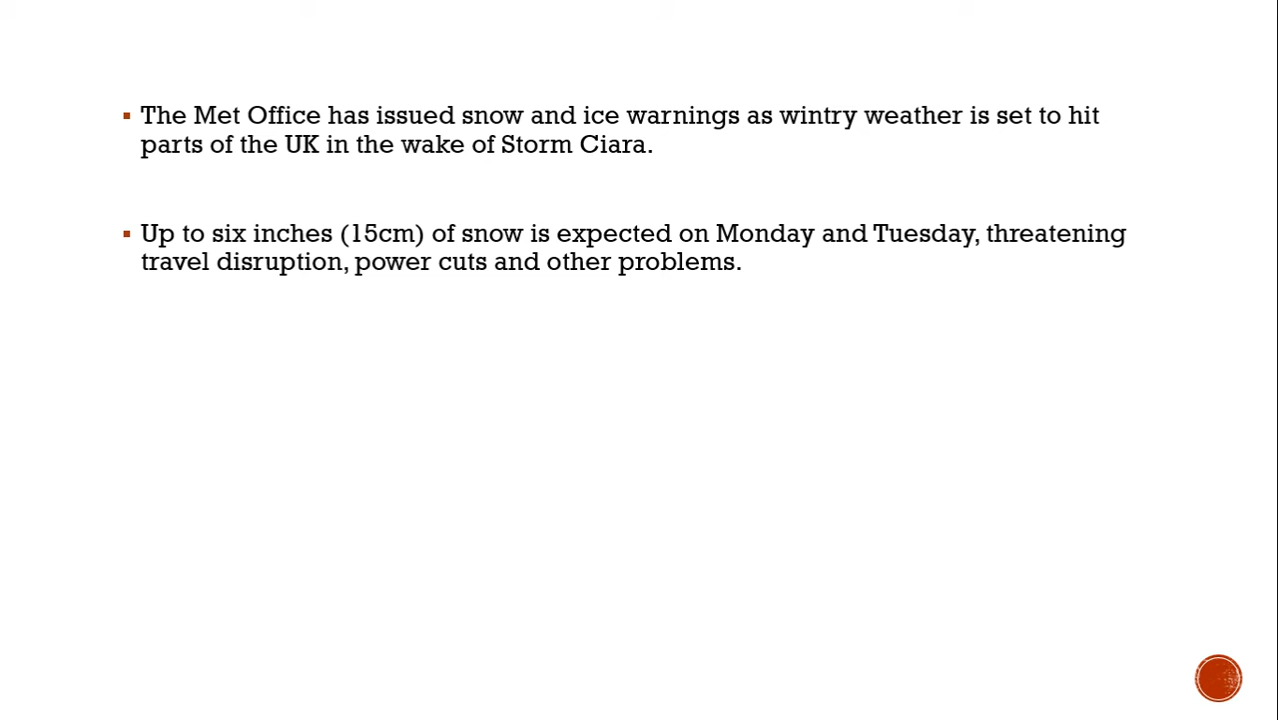 The Met Office has issued snow and ice warnings as wintry weather is set to hit
parts of the UK in the wake of Storm Ciara.
Up to six inches (15cm) of snow is expected on Monday and Tuesday, threatening
travel disruption, power cuts and other problems.